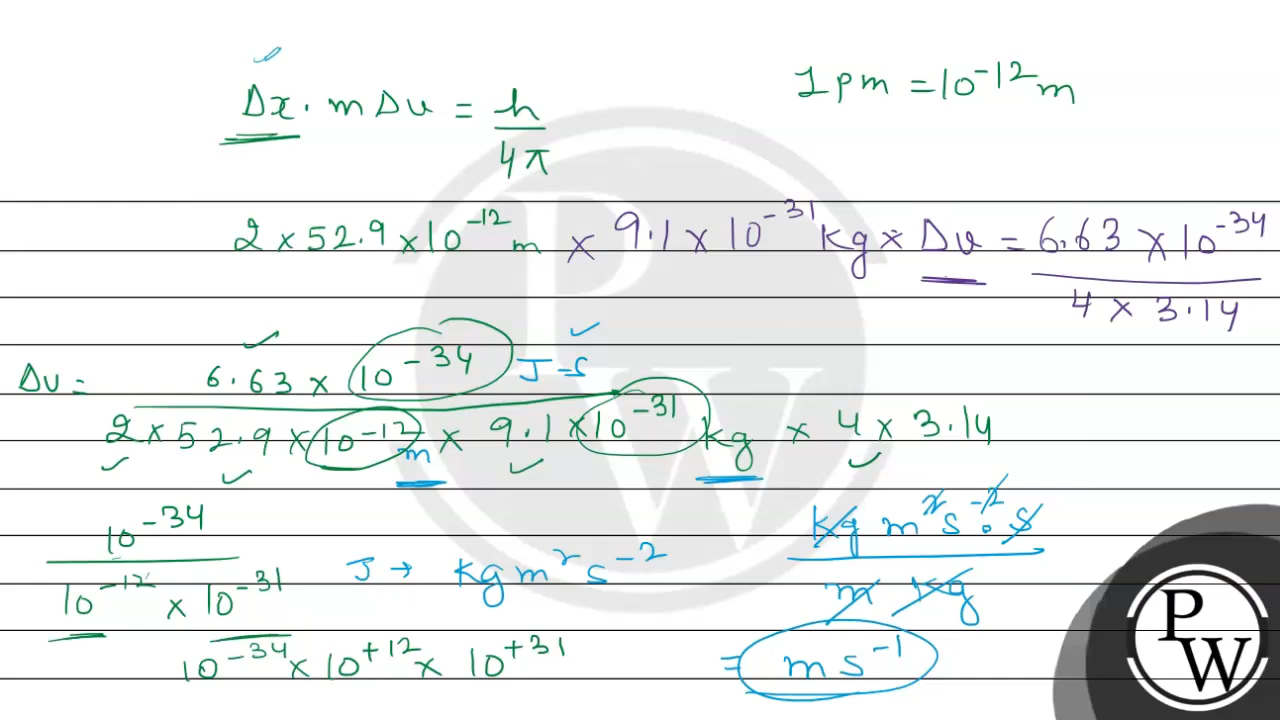 Δx · mΔv = h/4π
1pm = 10⁻¹² m
2 × 52.9 × 10⁻¹² m × 9.1 × 10⁻³¹ kg × Δv = 6.63 × 10⁻³⁴
4 × 3.14
Δv = 6.63 × 10⁻³⁴ J-s
2 × 52.9 × 10⁻¹² m × 9.1 × 10⁻³¹ kg × 4 × 3.14
10⁻³⁴
10⁻¹² × 10⁻³¹
J → kg m² s⁻²
kg m² s⁻² · s
m kg
10⁻³⁴ × 10⁺¹² × 10⁺³¹
= m s⁻¹
PW
PW